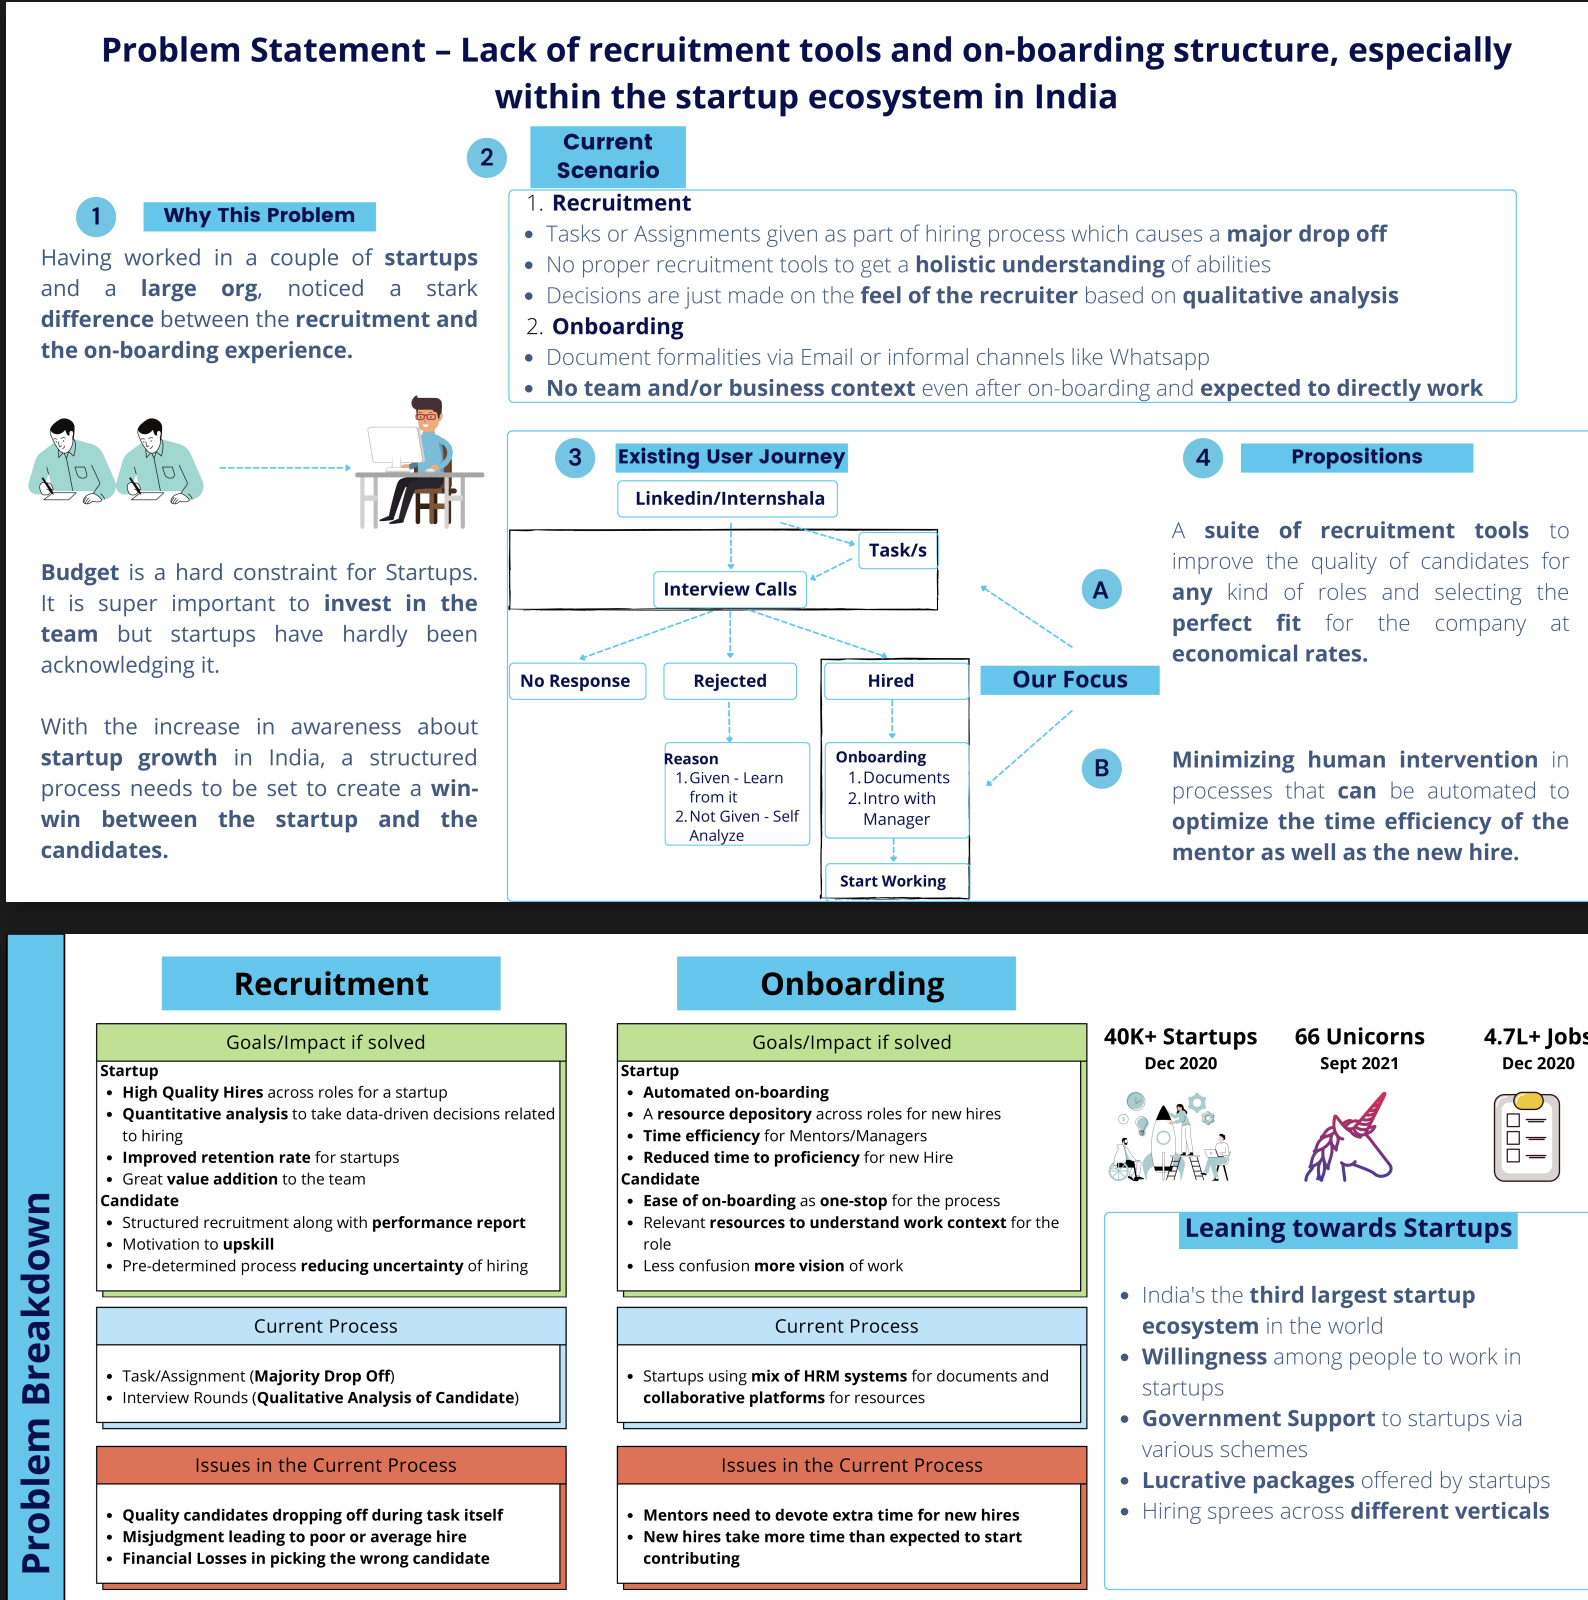 Problem Statement – Lack of recruitment tools and on-boarding structure, especially
within the startup ecosystem in India
1
Why This Problem
Having worked in a couple of startups
and a large org, noticed a stark
difference between the recruitment and
the on-boarding experience.
Budget is a hard constraint for Startups.
It is super important to invest in the
team but startups have hardly been
acknowledging it.
With the increase in awareness about
startup growth in India, a structured
process needs to be set to create a win-
win between the startup and the
candidates.
2
Current
Scenario
1. Recruitment
• Tasks or Assignments given as part of hiring process which causes a major drop off
• No proper recruitment tools to get a holistic understanding of abilities
• Decisions are just made on the feel of the recruiter based on qualitative analysis
2. Onboarding
• Document formalities via Email or informal channels like Whatsapp
• No team and/or business context even after on-boarding and expected to directly work
3
Existing User Journey
Linkedin/Internshala
Task/s
Interview Calls
No Response
Rejected
Hired
Reason
1. Given - Learn
from it
2. Not Given - Self
Analyze
Onboarding
1. Documents
2. Intro with
Manager
Start Working
Our Focus
4
Propositions
A
A suite of recruitment tools to
improve the quality of candidates for
any kind of roles and selecting the
perfect fit for the company at
economical rates.
B
Minimizing human intervention in
processes that can be automated to
optimize the time efficiency of the
mentor as well as the new hire.
Problem Breakdown
Recruitment
Goals/Impact if solved
Startup
• High Quality Hires across roles for a startup
• Quantitative analysis to take data-driven decisions related
to hiring
• Improved retention rate for startups
• Great value addition to the team
Candidate
• Structured recruitment along with performance report
• Motivation to upskill
• Pre-determined process reducing uncertainty of hiring
Current Process
• Task/Assignment (Majority Drop Off)
• Interview Rounds (Qualitative Analysis of Candidate)
Issues in the Current Process
• Quality candidates dropping off during task itself
• Misjudgment leading to poor or average hire
• Financial Losses in picking the wrong candidate
Onboarding
Goals/Impact if solved
Startup
• Automated on-boarding
• A resource depository across roles for new hires
• Time efficiency for Mentors/Managers
• Reduced time to proficiency for new Hire
Candidate
• Ease of on-boarding as one-stop for the process
• Relevant resources to understand work context for the
role
• Less confusion more vision of work
Current Process
• Startups using mix of HRM systems for documents and
collaborative platforms for resources
Issues in the Current Process
• Mentors need to devote extra time for new hires
• New hires take more time than expected to start
contributing
40K+ Startups
Dec 2020
66 Unicorns
Sept 2021
4.7L+ Jobs
Dec 2020
Leaning towards Startups
• India's the third largest startup
ecosystem in the world
• Willingness among people to work in
startups
• Government Support to startups via
various schemes
• Lucrative packages offered by startups
• Hiring sprees across different verticals